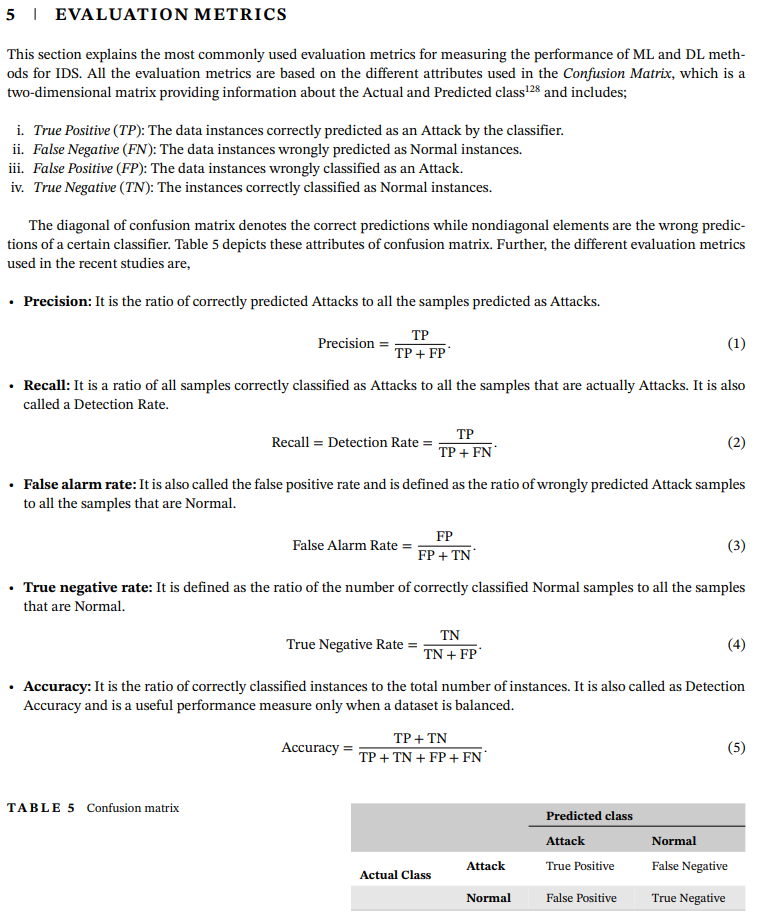 5 | EVALUATION METRICS
This section explains the most commonly used evaluation metrics for measuring the performance of ML and DL meth-
ods for IDS. All the evaluation metrics are based on the different attributes used in the Confusion Matrix, which is a
two-dimensional matrix providing information about the Actual and Predicted class128 and includes;
i. True Positive (TP): The data instances correctly predicted as an Attack by the classifier.
ii. False Negative (FN): The data instances wrongly predicted as Normal instances.
iii. False Positive (FP): The data instances wrongly classified as an Attack.
iv. True Negative (TN): The instances correctly classified as Normal instances.
The diagonal of confusion matrix denotes the correct predictions while nondiagonal elements are the wrong predic-
tions of a certain classifier. Table 5 depicts these attributes of confusion matrix. Further, the different evaluation metrics
used in the recent studies are,
• Precision: It is the ratio of correctly predicted Attacks to all the samples predicted as Attacks.
Precision = TP / TP + FP. (1)
• Recall: It is a ratio of all samples correctly classified as Attacks to all the samples that are actually Attacks. It is also
called a Detection Rate.
Recall = Detection Rate = TP / TP + FN. (2)
• False alarm rate: It is also called the false positive rate and is defined as the ratio of wrongly predicted Attack samples
to all the samples that are Normal.
False Alarm Rate = FP / FP + TN. (3)
• True negative rate: It is defined as the ratio of the number of correctly classified Normal samples to all the samples
that are Normal.
True Negative Rate = TN / TN + FP. (4)
• Accuracy: It is the ratio of correctly classified instances to the total number of instances. It is also called as Detection
Accuracy and is a useful performance measure only when a dataset is balanced.
Accuracy = TP + TN / TP + TN + FP + FN. (5)
TABLE 5 Confusion matrix
Predicted class
Attack Normal
Actual Class Attack True Positive False Negative
Normal False Positive True Negative